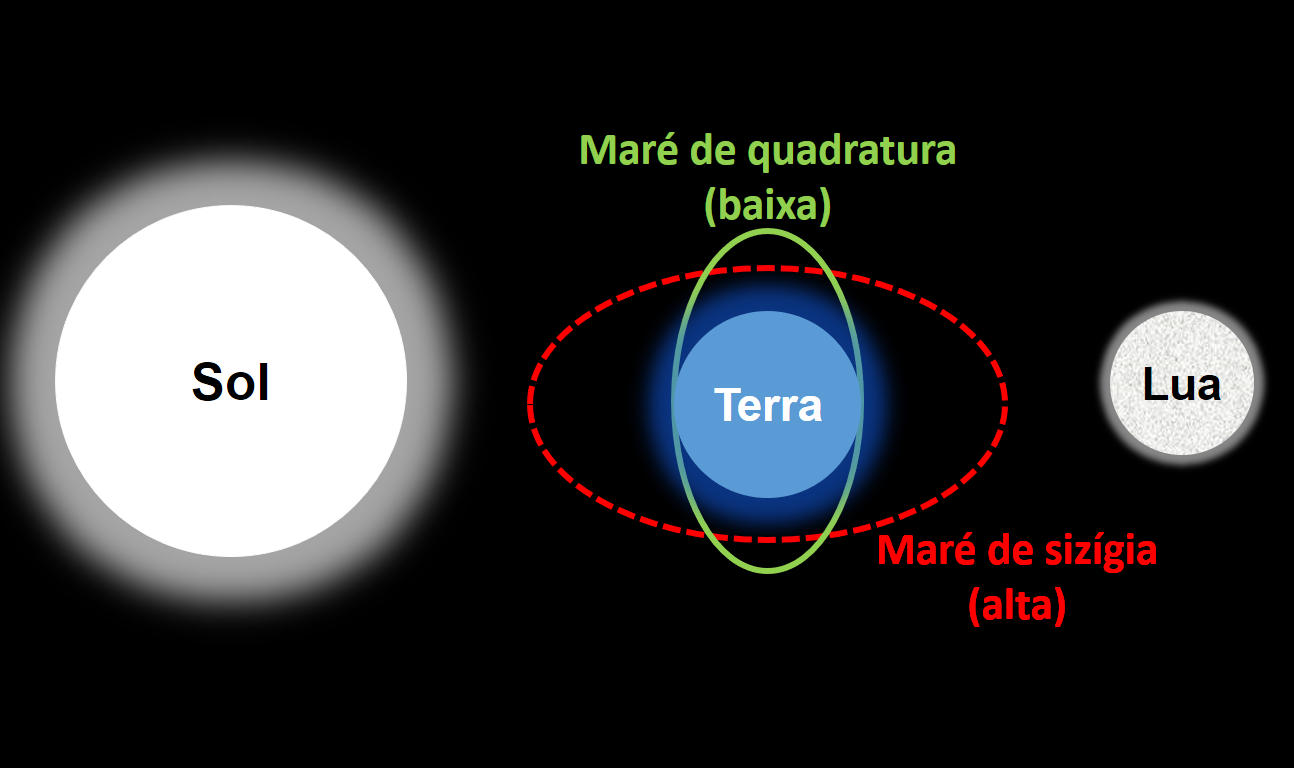 Maré de quadratura
(baixa)
Sol
Terra
Lua
Maré de sizígia
(alta)